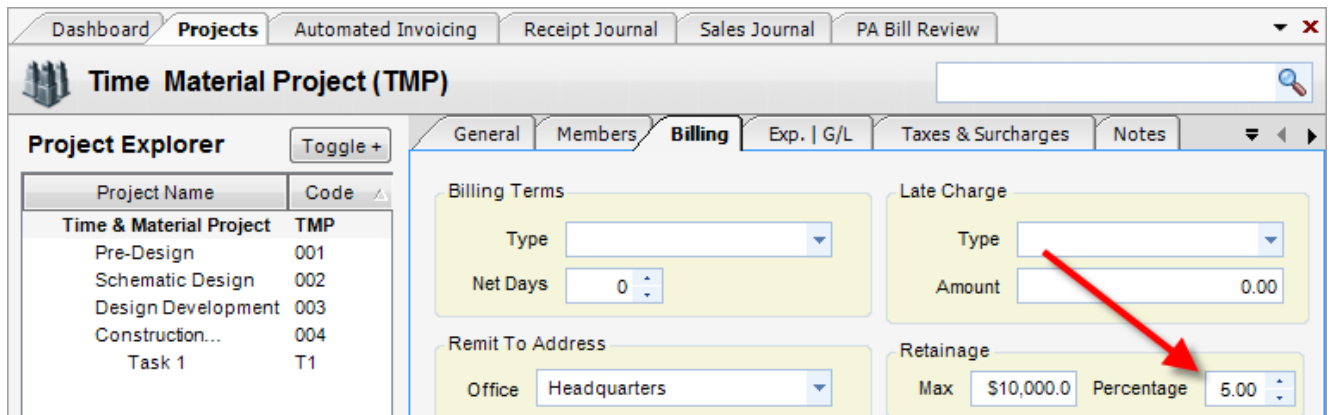 Dashboard Projects Automated Invoicing Receipt Journal Sales Journal PA Bill Review
Time Material Project (TMP)
Project Explorer Toggle +
Project Name Code
Time & Material Project TMP
Pre-Design 001
Schematic Design 002
Design Development 003
Construction... 004
Task 1 T1
General Members Billing Exp. | G/L Taxes & Surcharges Notes
Billing Terms
Type
Net Days 0
Late Charge
Type
Amount 0.00
Remit To Address
Office Headquarters
Retainage
Max $10,000.0 Percentage 5.00